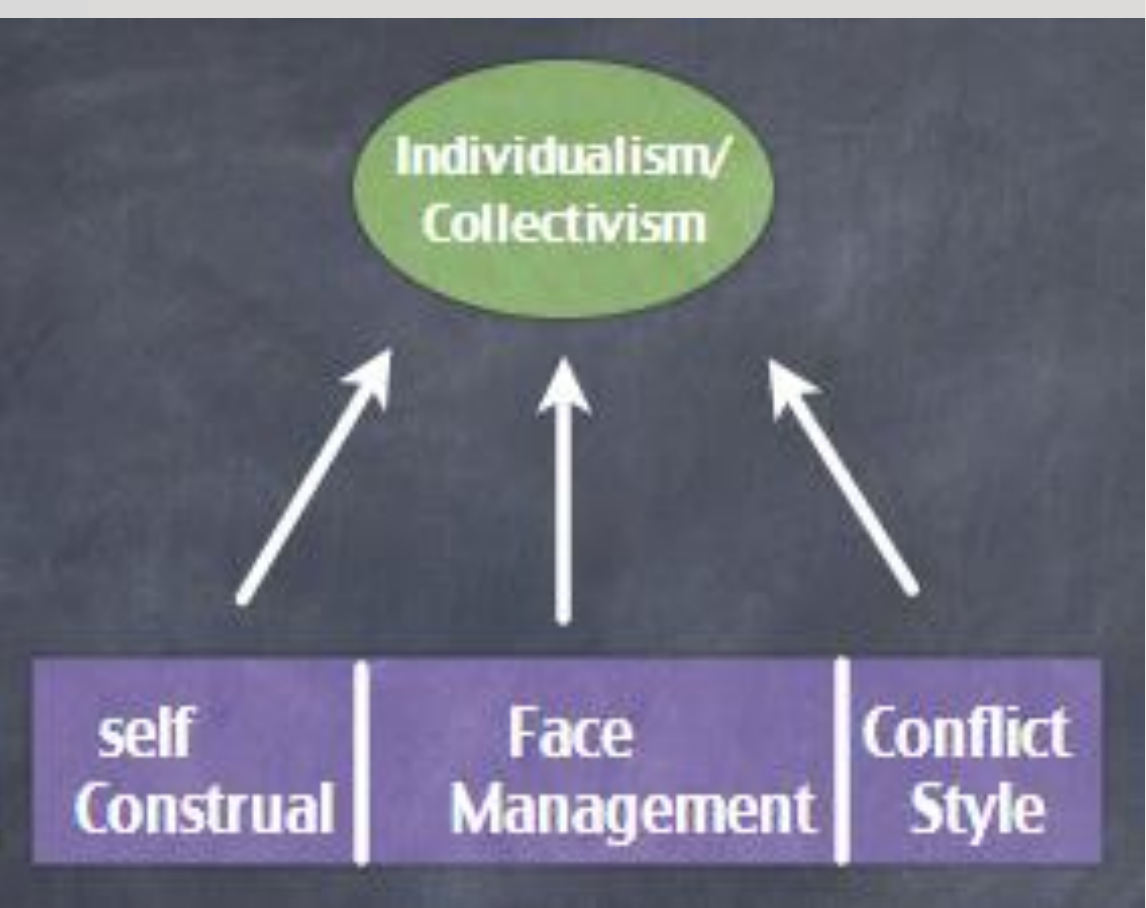 Individualism/
Collectivism
self
Construal
Face
Management
Conflict
Style